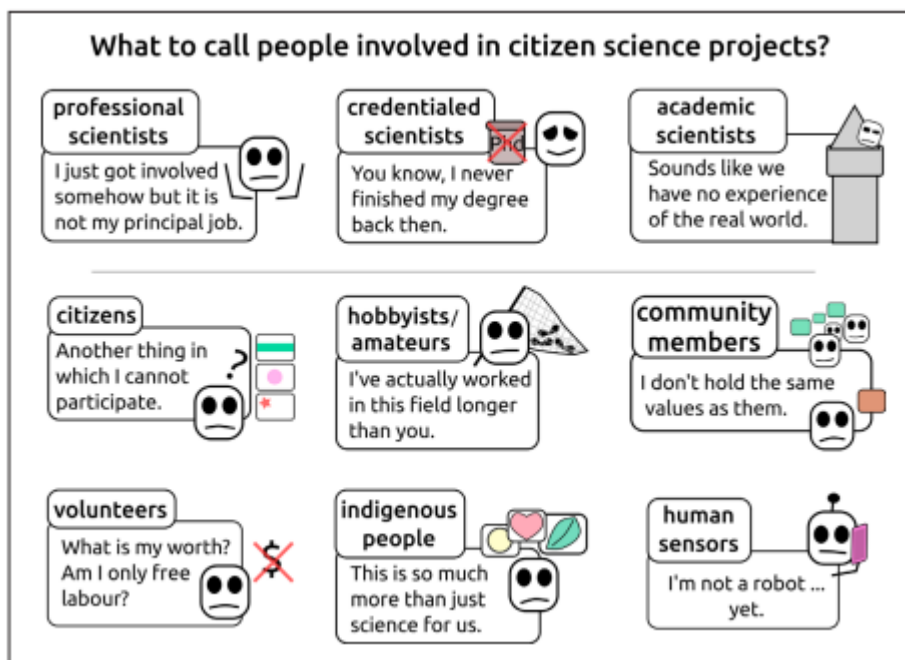 What to call people involved in citizen science projects?
professional
scientists
I just got involved
somehow but it is
not my principal job.
credentialed
scientists
PhD
You know, I never
finished my degree
back then.
academic
scientists
Sounds like we
have no experience
of the real world.
citizens
Another thing in
which I cannot
participate.
?
hobbyists/
amateurs
I've actually worked
in this field longer
than you.
community
members
I don't hold the same
values as them.
volunteers
What is my worth?
Am I only free
labour?
$
indigenous
people
This is so much
more than just
science for us.
human
sensors
I'm not a robot ...
yet.